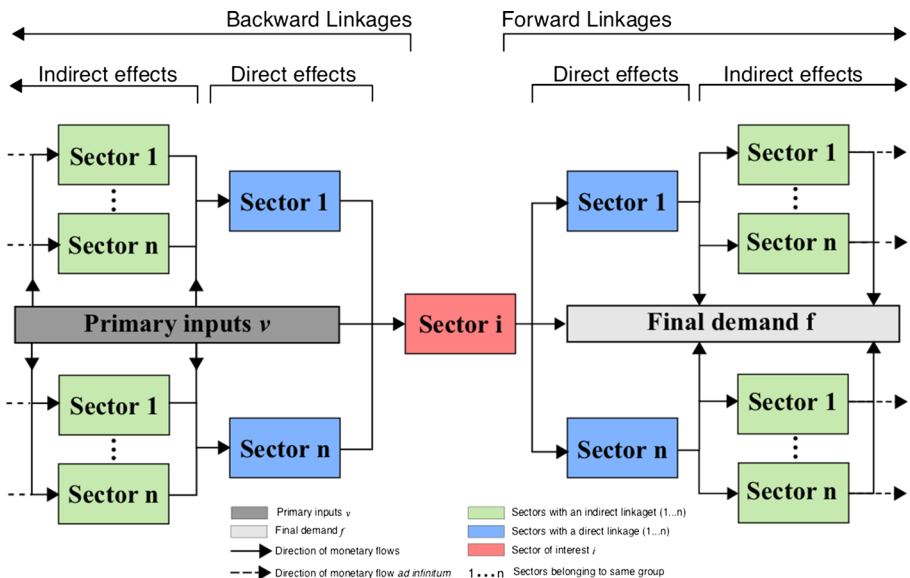 Backward Linkages
Forward Linkages
Indirect effects
Direct effects
Direct effects
Indirect effects
Sector 1
Sector n
Sector 1
Primary inputs v
Sector 1
Sector n
Sector n
Sector i
Sector 1
Sector 1
Sector n
Final demand f
Sector n
Sector 1
Sector n
Primary inputs v
Final demand f
Direction of monetary flows
Direction of monetary flow ad infinitum
Sectors with an indirect linkaget (1...n)
Sectors with a direct linkage (1...n)
Sector of interest i
1•••n Sectors belonging to same group